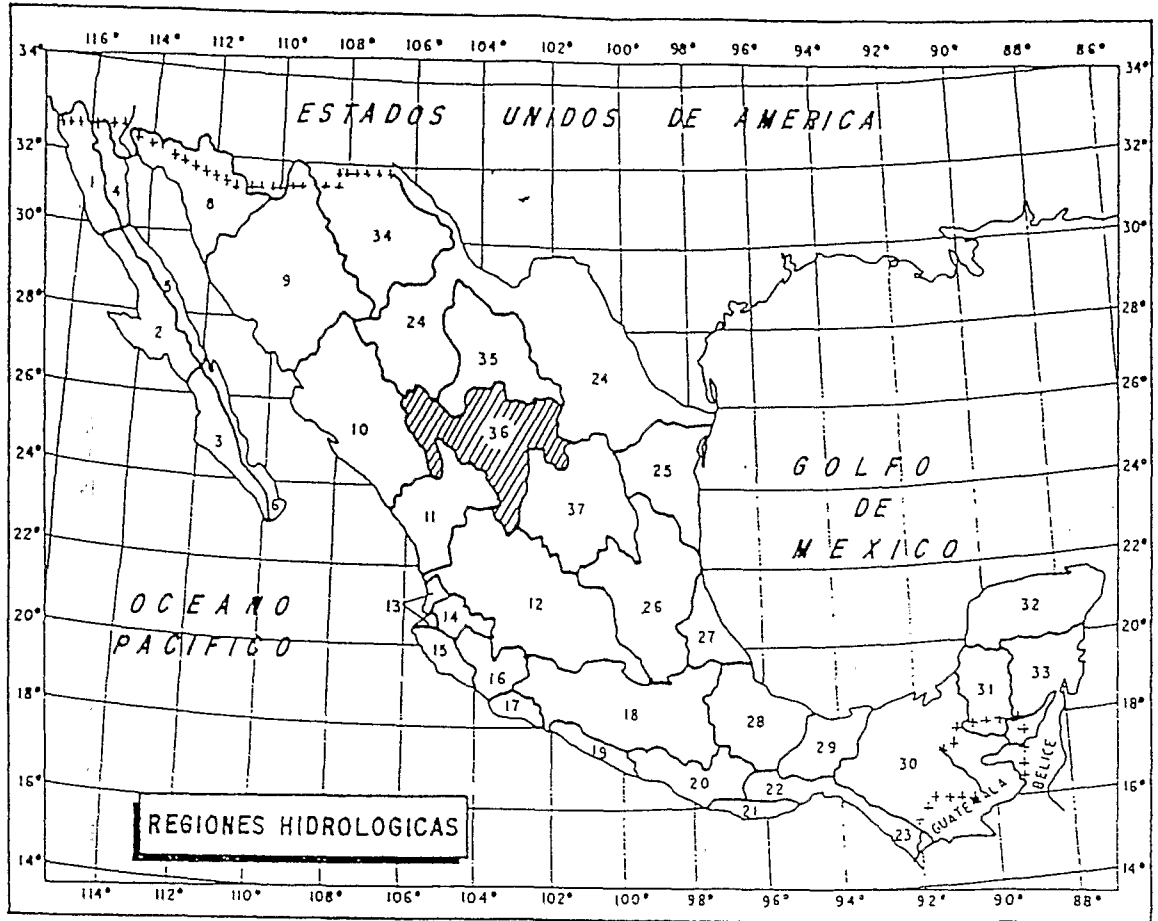 116° 114° 112° 110° 108° 106° 104° 102° 100° 96° 94° 92° 90° 88° 86°
34° 34°
ESTADOS UNIDOS DE AMERICA
32° 32°
1 4 8
30° 34 30°
9
5
28° 24 28°
2 35
24
26° 26°
10 36
3
24° 25 GOLFO 24°
6 11 37 DE
22° MEXICO 22°
13 12 26 32
OCEANO 14
20° 27 20°
PACIFICO 15 31 33
16
18° 17 18 28 18°
19 29 30
20 BELICE
16° 22 GUATEMALA 16°
21
REGIONES HIDROLOGICAS
23
14° 14°
114° 112° 110° 108° 106° 104° 102° 100° 98° 96° 94° 92° 90° 88°